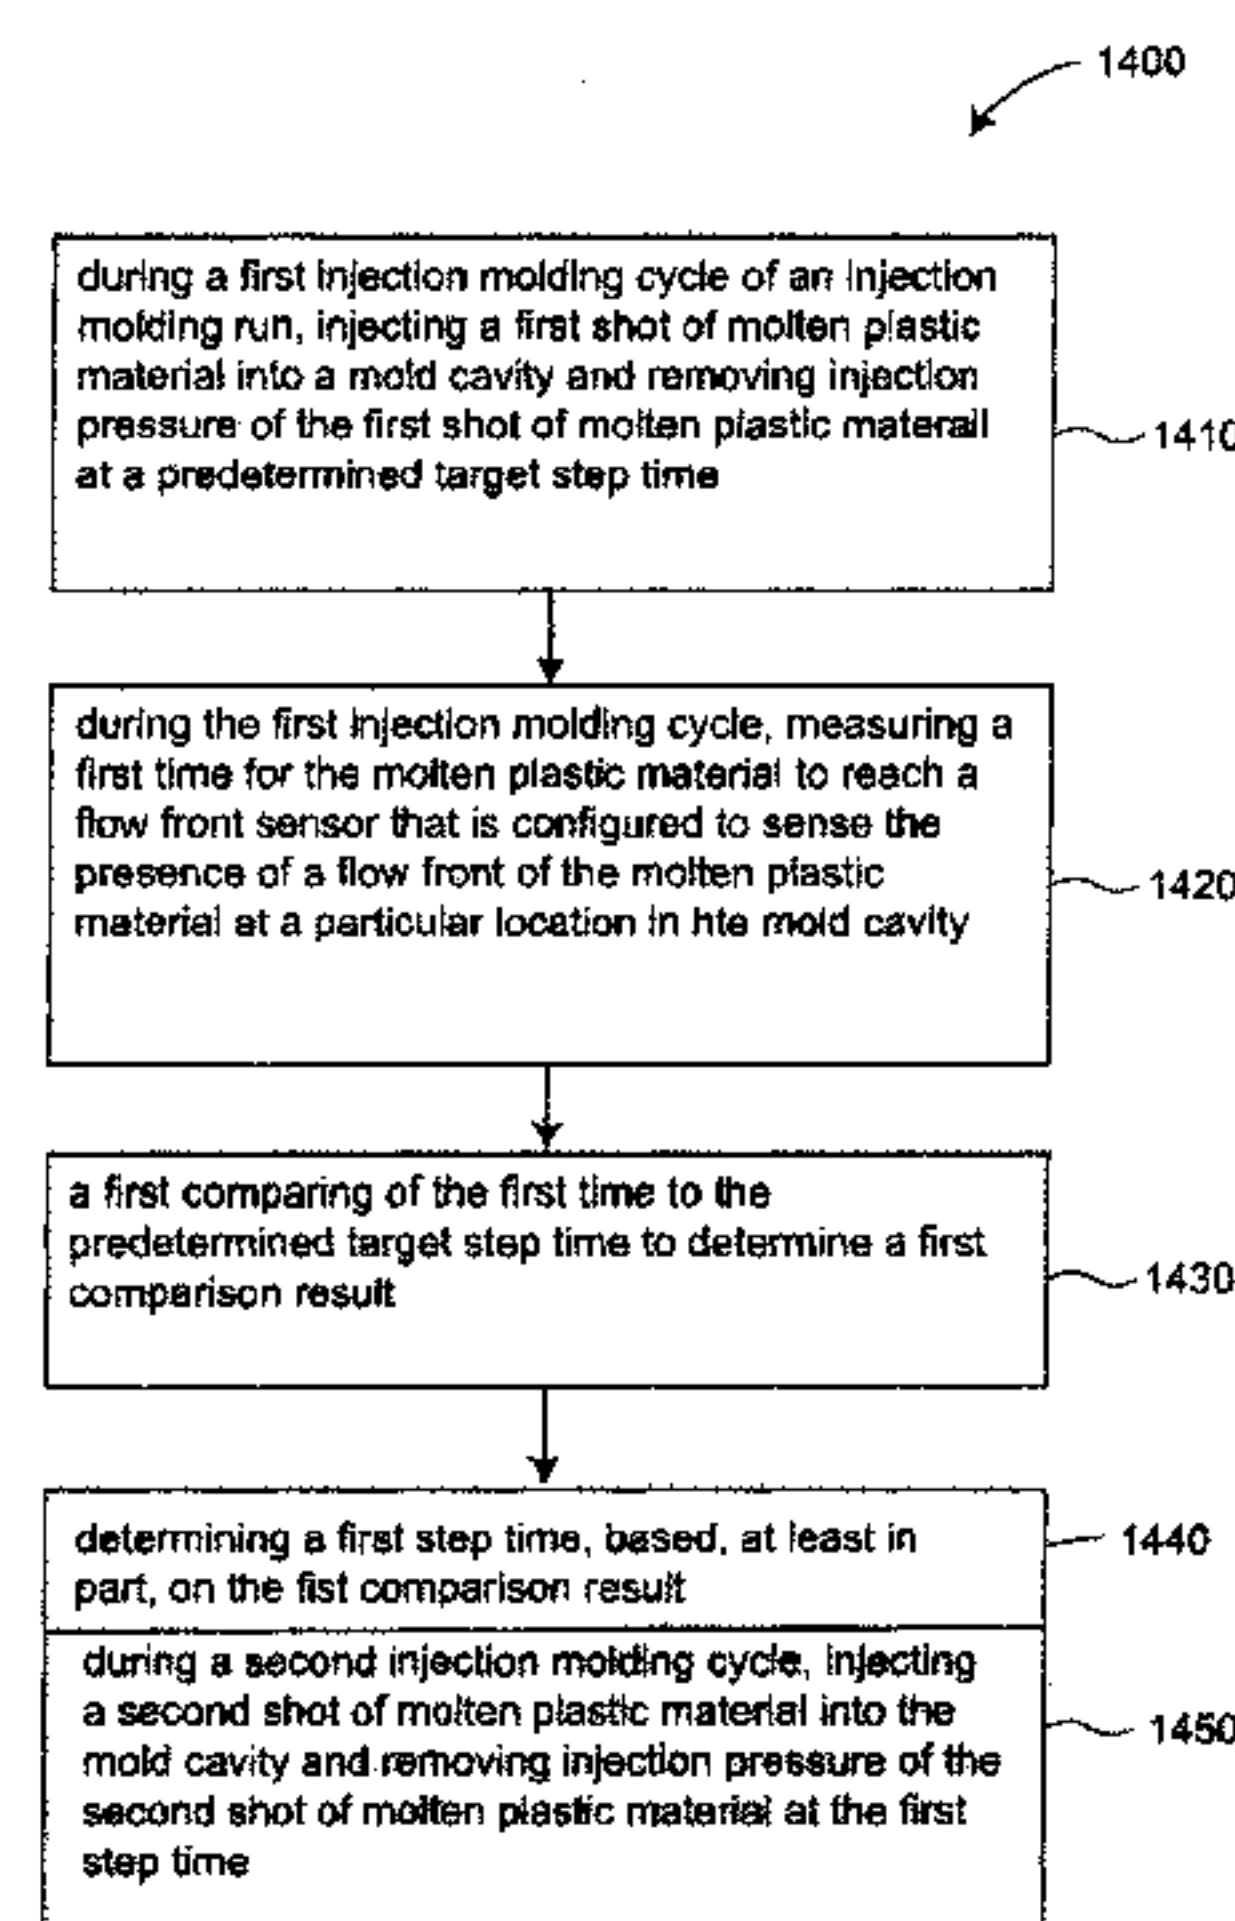 1400
during a first injection molding cycle of an injection
molding run, injecting a first shot of molten plastic
material into a mold cavity and removing injection
pressure of the first shot of molten plastic materail
at a predetermined target step time
1410
during the first injection molding cycle, measuring a
first time for the molten plastic material to reach a
flow front sensor that is configured to sense the
presence of a flow front of the molten plastic
material at a particular location in hte mold cavity
1420
a first comparing of the first time to the
predetermined target step time to determine a first
comparison result
1430
determining a first step time, based, at least in
part, on the fist comparison result
1440
during a second injection molding cycle, injecting
a second shot of molten plastic material into the
mold cavity and removing injection pressure of the
second shot of molten plastic material at the first
step time
1450